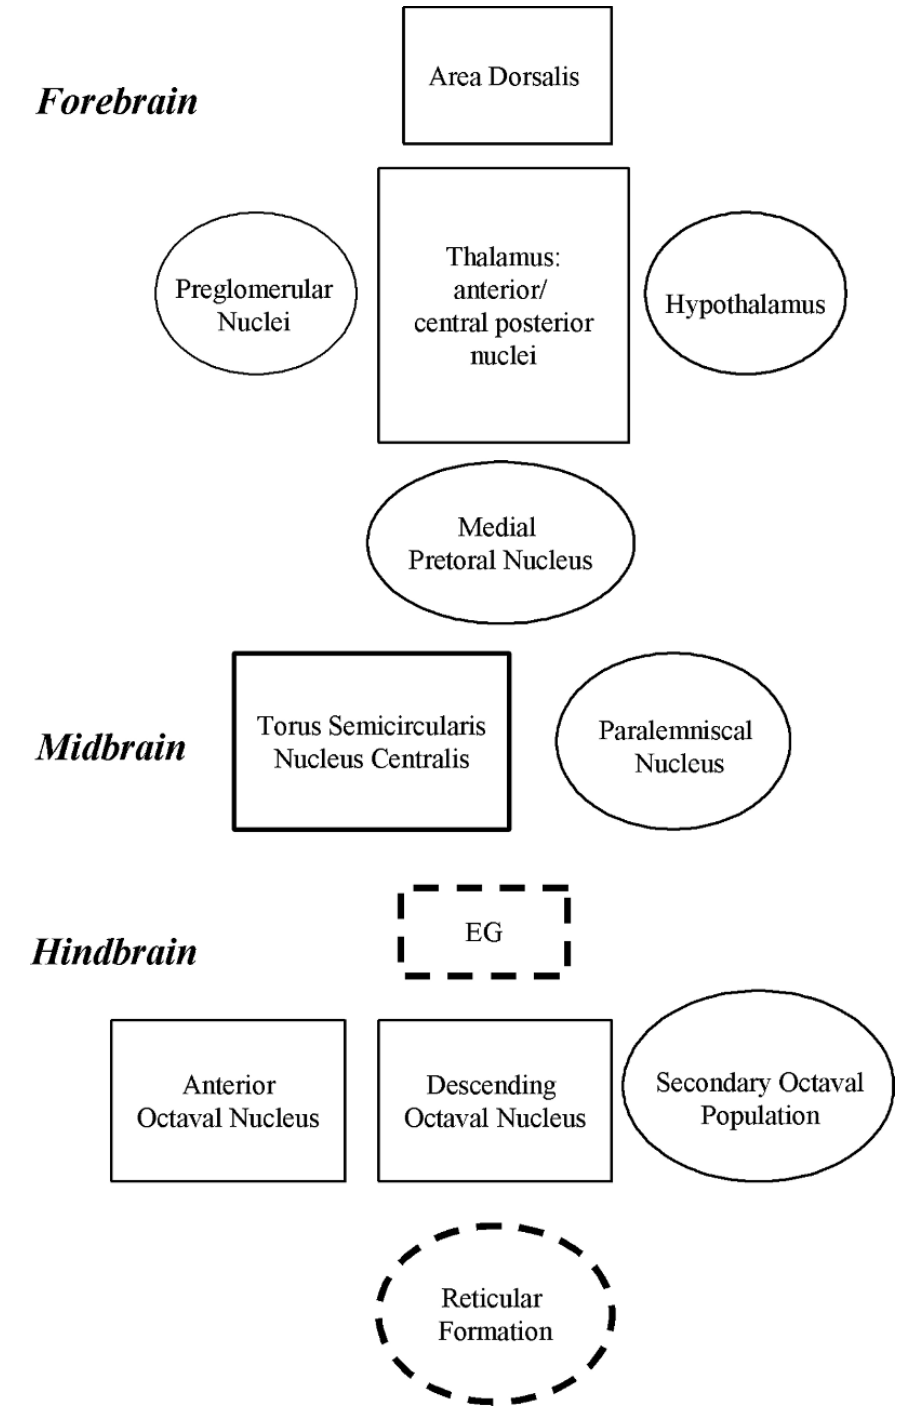 Area Dorsalis
Forebrain
Thalamus:
anterior/
central posterior
nuclei
Preglomerular
Nuclei
Hypothalamus
Medial
Pretoral Nucleus
Torus Semicircularis
Nucleus Centralis
Paralemniscal
Nucleus
Midbrain
EG
Hindbrain
Anterior
Octaval Nucleus
Descending
Octaval Nucleus
Secondary Octaval
Population
Reticular
Formation